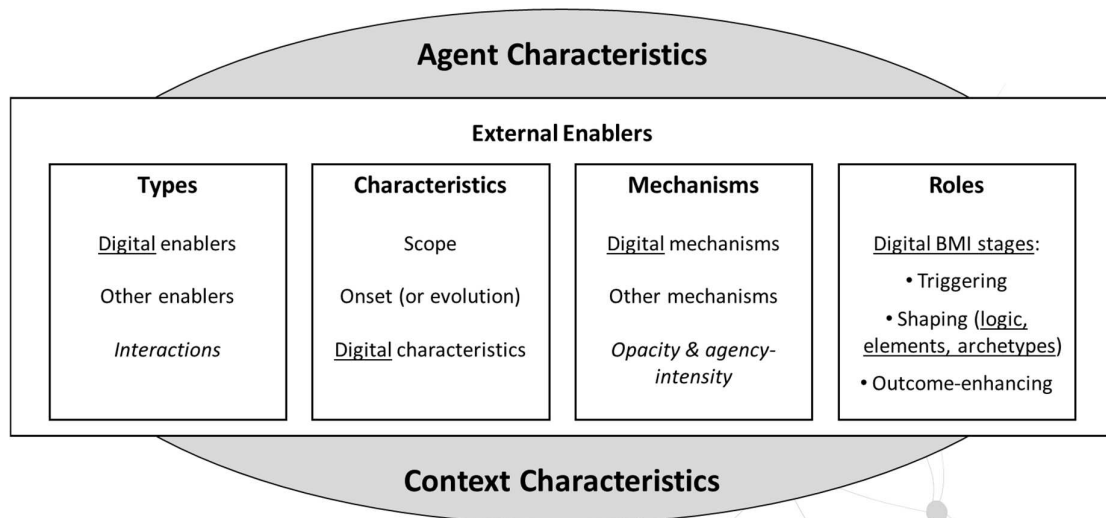 Agent Characteristics
External Enablers
Types
Digital enablers
Other enablers
Interactions
Characteristics
Scope
Onset (or evolution)
Digital characteristics
Mechanisms
Digital mechanisms
Other mechanisms
Opacity & agency-
intensity
Roles
Digital BMI stages:
• Triggering
• Shaping (logic,
elements, archetypes)
• Outcome-enhancing
Context Characteristics